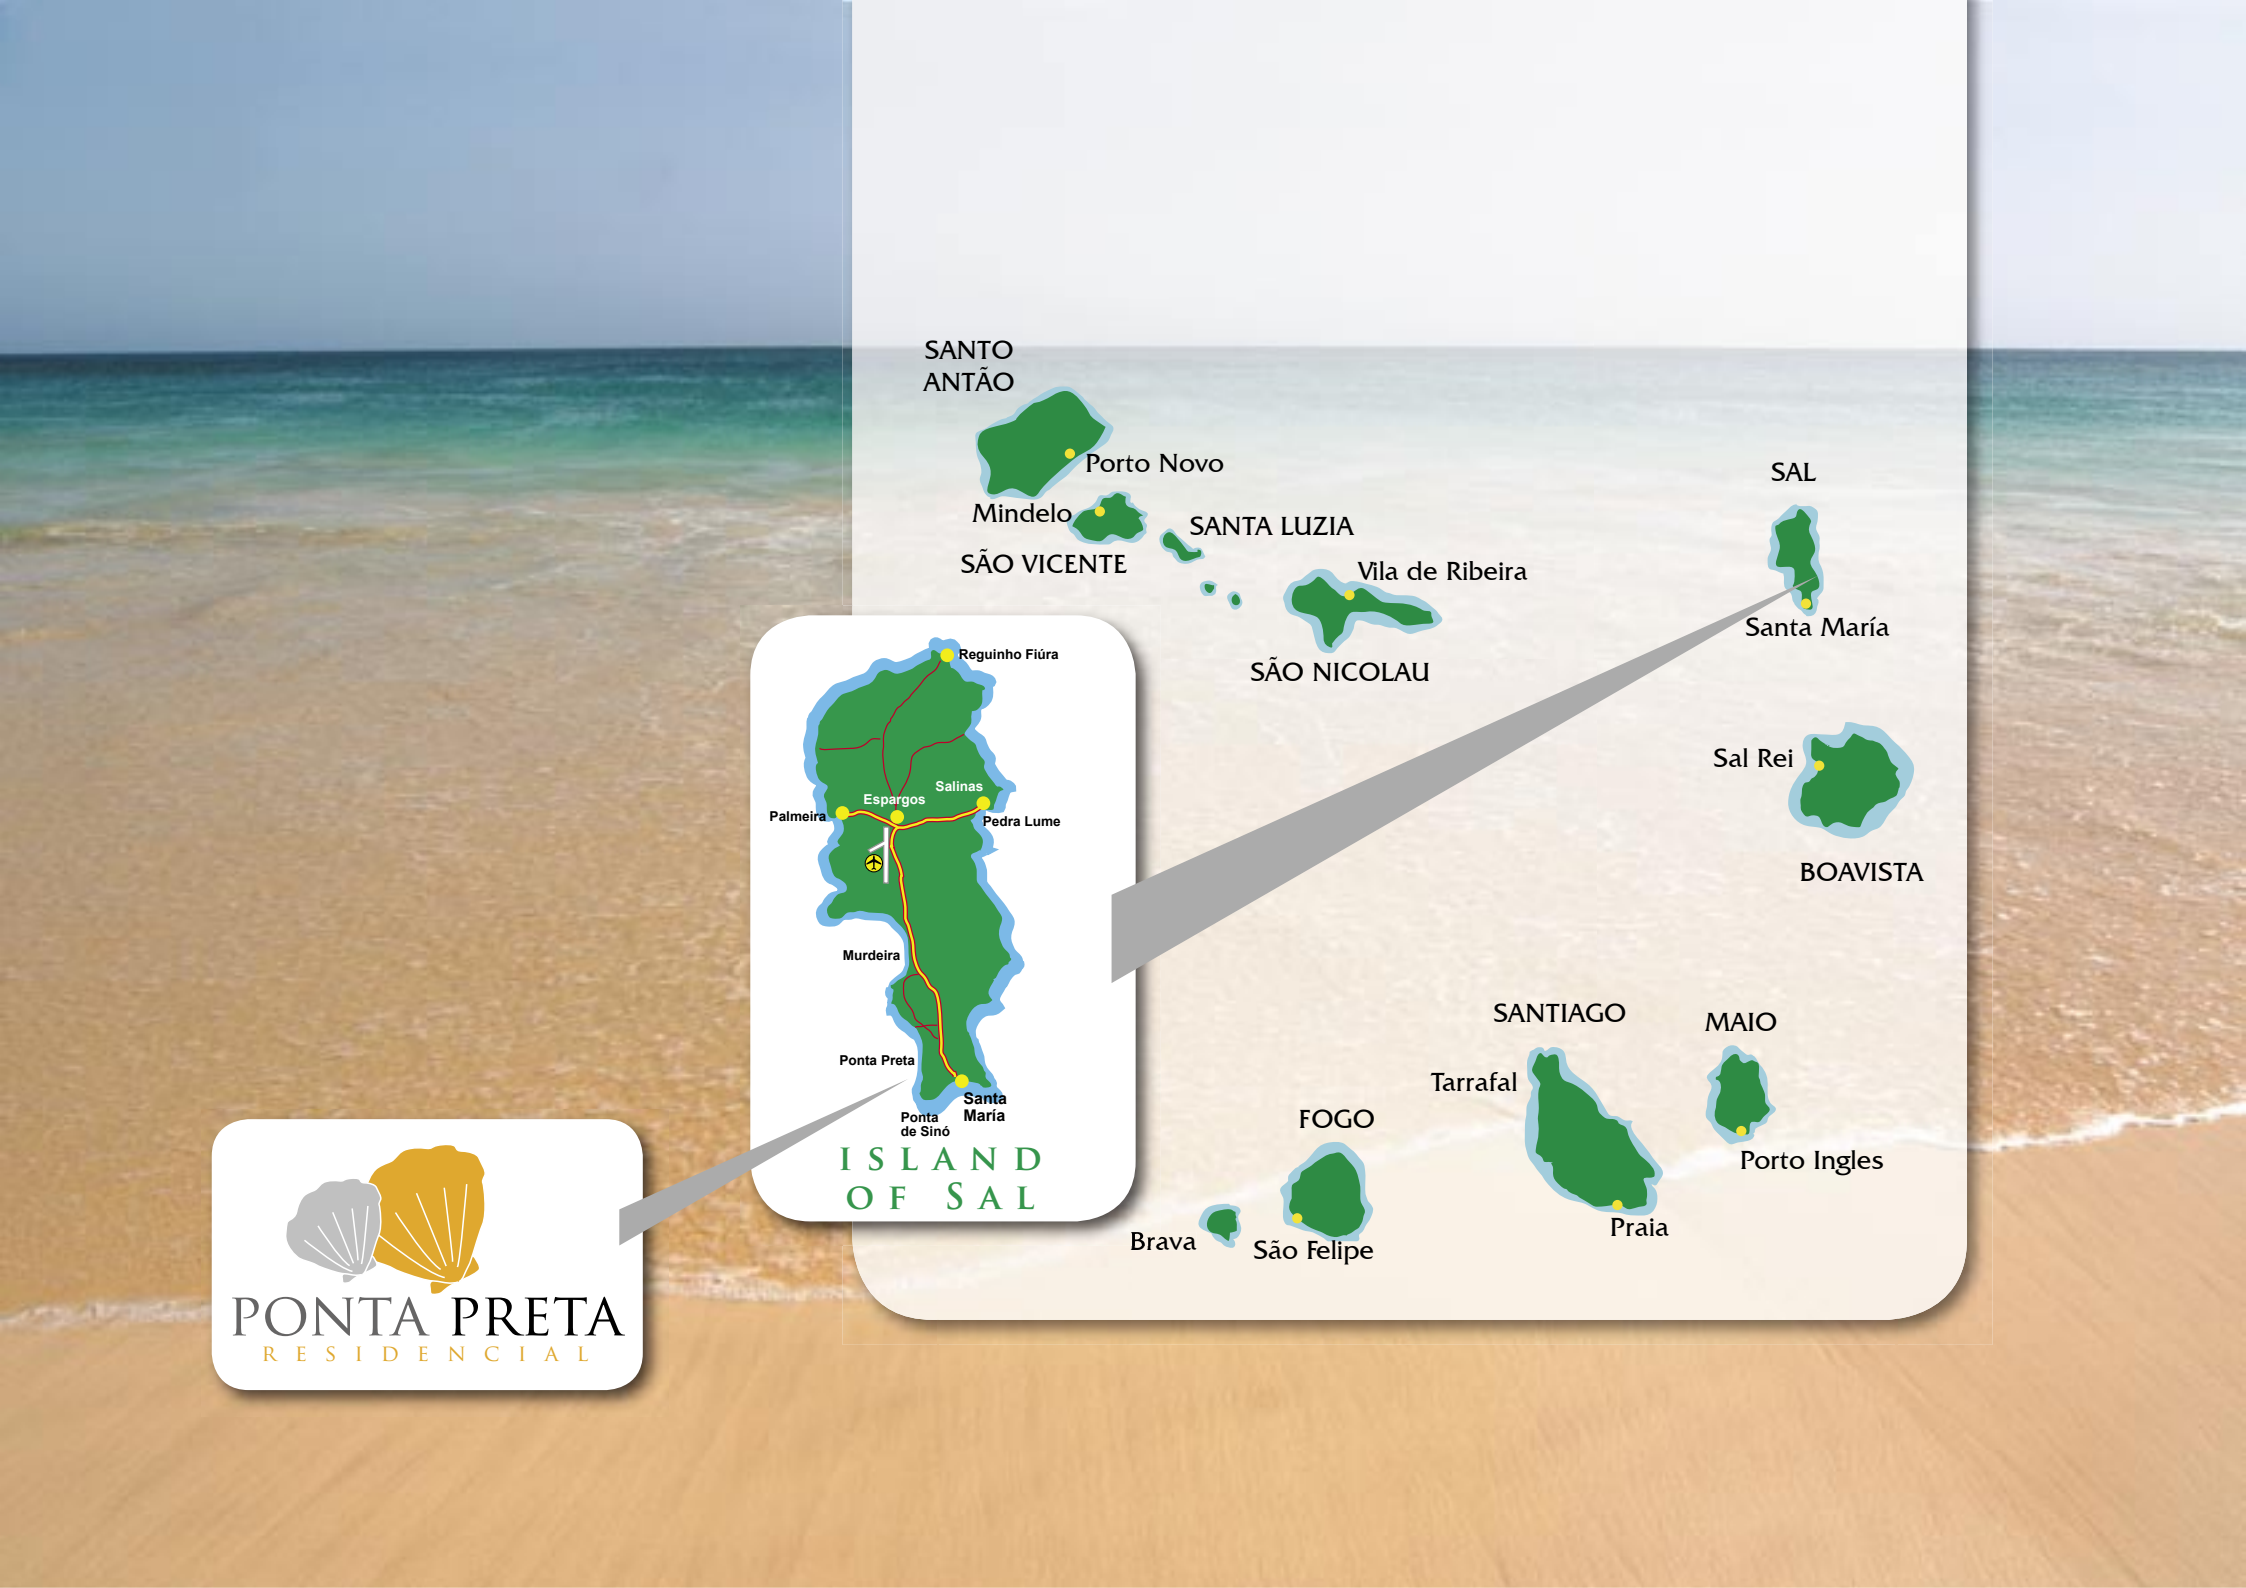 SANTO
ANTÃO
Porto Novo
Mindelo
SÃO VICENTE
SANTA LUZIA
Vila de Ribeira
SÃO NICOLAU
SAL
Santa María
Sal Rei
BOAVISTA
SANTIAGO
Tarrafal
Praia
MAIO
Porto Ingles
FOGO
São Felipe
Brava
Reguinho Fiúra
Salinas
Espargos
Palmeira
Pedra Lume
Murdeira
Ponta Preta
Santa
María
Ponta
de Sinó
ISLAND
OF SAL
PONTA PRETA
RESIDENCIAL